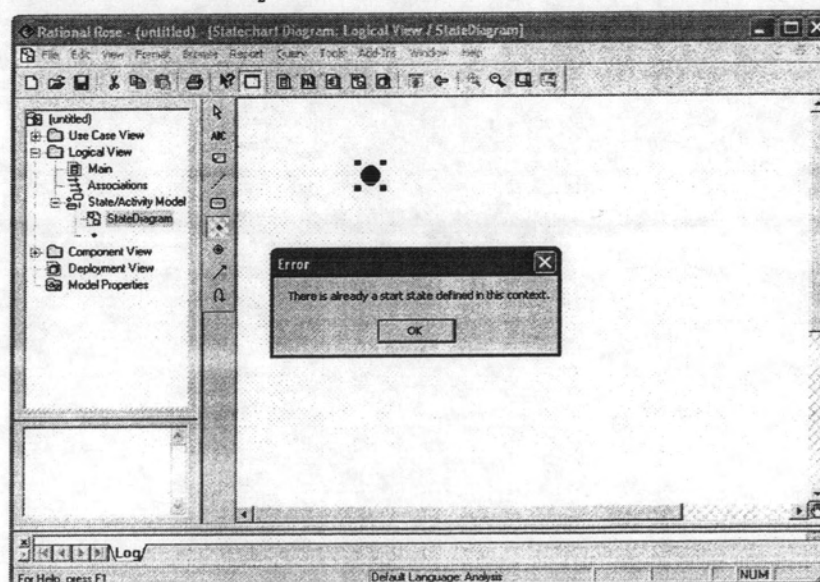 Rational Rose - (untitled) - [Statechart Diagram: Logical View / StateDiagram]
File Edit View Format Browse Report Query Tools Add-Ins Window Help
(untitled)
Use Case View
Logical View
Main
Associations
State/Activity Model
StateDiagram
Component View
Deployment View
Model Properties
ABC
Error
There is already a start state defined in this context.
OK
Log
For Help, press F1
Default Language: Analysis
NUM